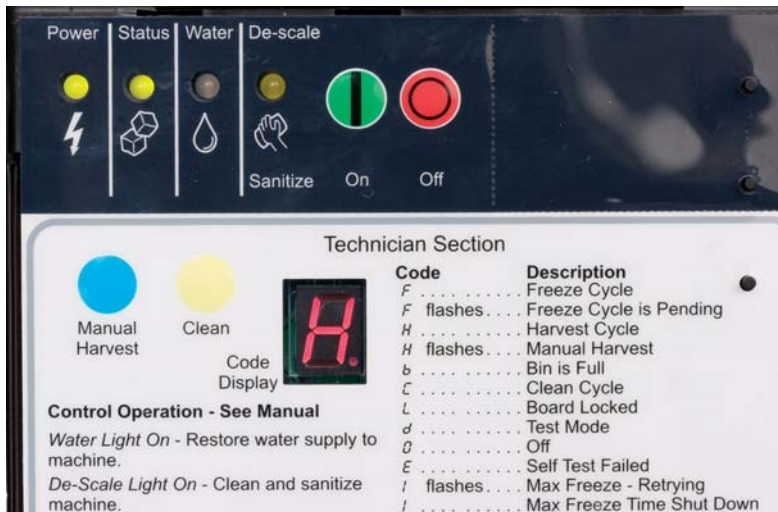 Power Status Water De-scale
Sanitize On Off
Technician Section
Manual Harvest
Clean
Code Display
H.
Control Operation - See Manual
Water Light On - Restore water supply to
machine.
De-Scale Light On - Clean and sanitize
machine.
Code Description
F . . . . . . . . . . Freeze Cycle
F flashes . . . . Freeze Cycle is Pending
H . . . . . . . . . . Harvest Cycle
H flashes . . . . Manual Harvest
b . . . . . . . . . . Bin is Full
C . . . . . . . . . . Clean Cycle
L . . . . . . . . . . Board Locked
d . . . . . . . . . . Test Mode
0 . . . . . . . . . . Off
E . . . . . . . . . . Self Test Failed
1 flashes . . . . Max Freeze - Retrying
1 . . . . . . . . . . Max Freeze Time Shut Down